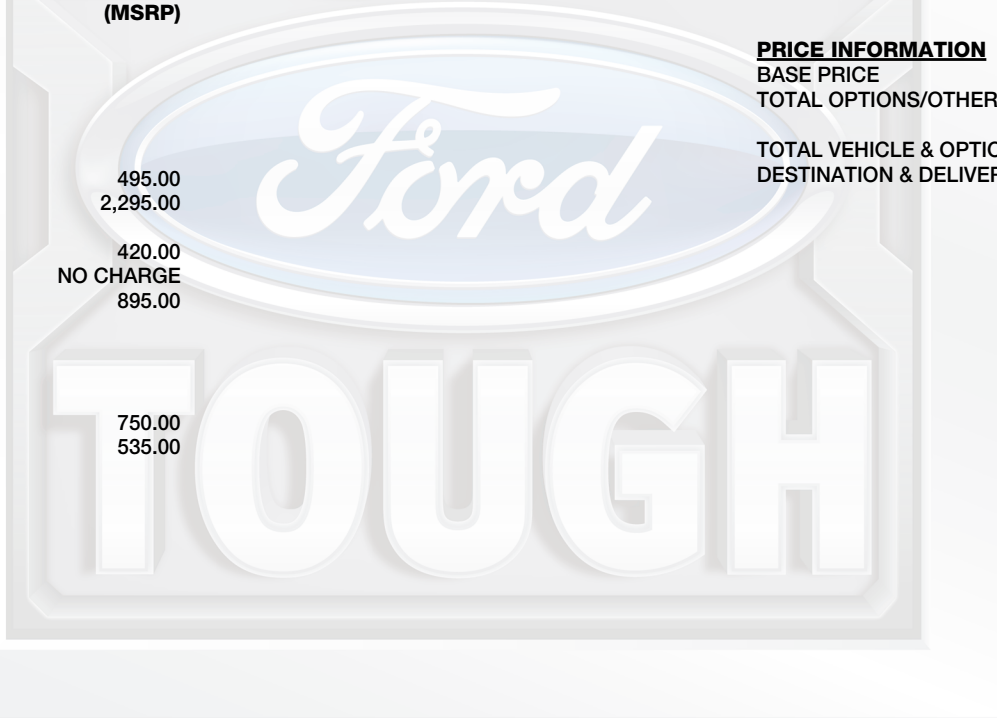 (MSRP)
495.00
2,295.00
420.00
NO CHARGE
895.00
750.00
535.00
PRICE INFORMATION
BASE PRICE
TOTAL OPTIONS/OTHER
TOTAL VEHICLE & OPTIO
DESTINATION & DELIVER
Ford
TOUGH